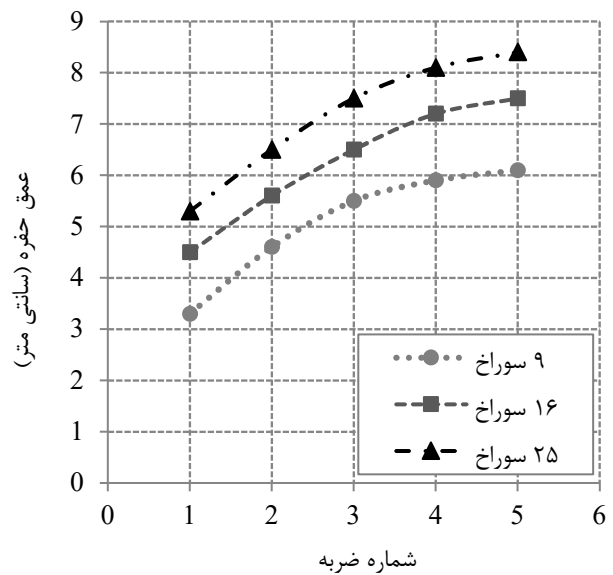 عمق حفره (سانتی متر)
9
8
7
6
5
4
3
2
1
0
۹ سوراخ
۱۶ سوراخ
۲۵ سوراخ
0 1 2 3 4 5 6
شماره ضربه